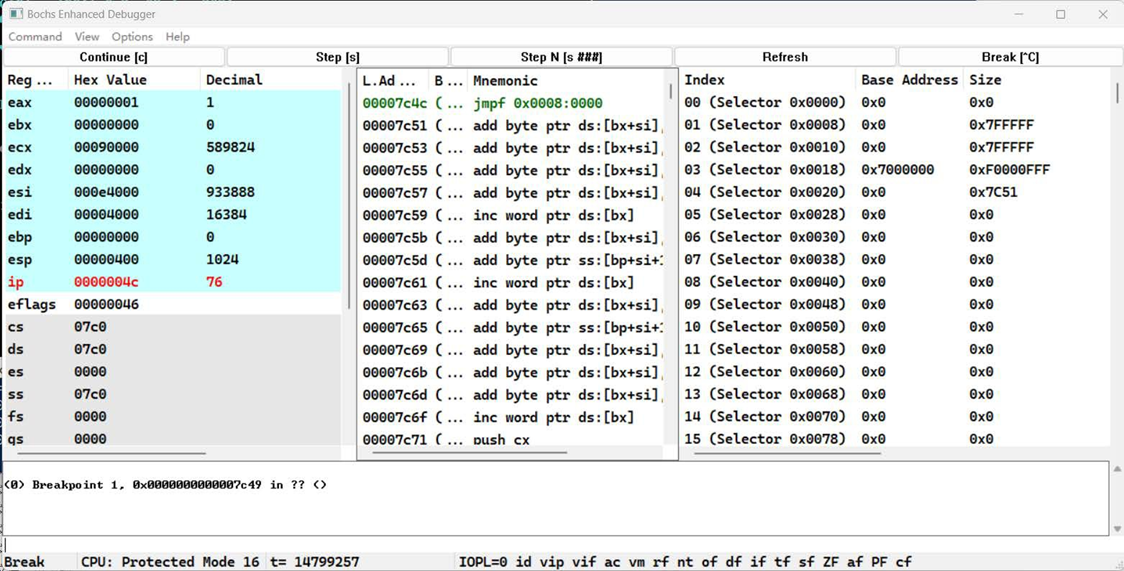 Bochs Enhanced Debugger
Command View Options Help
Continue [c] Step [s] Step N [s ###] Refresh Break [^C]
Reg ... Hex Value Decimal
eax 00000001 1
ebx 00000000 0
ecx 00090000 589824
edx 00000000 0
esi 000e4000 933888
edi 00004000 16384
ebp 00000000 0
esp 00000400 1024
ip 0000004c 76
eflags 00000046
cs 07c0
ds 07c0
es 0000
ss 07c0
fs 0000
gs 0000
L.Ad ... B ... Mnemonic
00007c4c ( ... jmpf 0x0008:0000
00007c51 ( ... add byte ptr ds:[bx+si],
00007c53 ( ... add byte ptr ds:[bx+si],
00007c55 ( ... add byte ptr ds:[bx+si],
00007c57 ( ... add byte ptr ds:[bx+si],
00007c59 ( ... inc word ptr ds:[bx]
00007c5b ( ... add byte ptr ds:[bx+si],
00007c5d ( ... add byte ptr ss:[bp+si+1
00007c61 ( ... inc word ptr ds:[bx]
00007c63 ( ... add byte ptr ds:[bx+si],
00007c65 ( ... add byte ptr ss:[bp+si+1
00007c69 ( ... add byte ptr ds:[bx+si],
00007c6b ( ... add byte ptr ds:[bx+si],
00007c6d ( ... add byte ptr ds:[bx+si],
00007c6f ( ... inc word ptr ds:[bx]
00007c71 ( ... push cx
Index Base Address Size
00 (Selector 0x0000) 0x0 0x0
01 (Selector 0x0008) 0x0 0x7FFFFF
02 (Selector 0x0010) 0x0 0x7FFFFF
03 (Selector 0x0018) 0x7000000 0xF0000FFF
04 (Selector 0x0020) 0x0 0x7C51
05 (Selector 0x0028) 0x0 0x0
06 (Selector 0x0030) 0x0 0x0
07 (Selector 0x0038) 0x0 0x0
08 (Selector 0x0040) 0x0 0x0
09 (Selector 0x0048) 0x0 0x0
10 (Selector 0x0050) 0x0 0x0
11 (Selector 0x0058) 0x0 0x0
12 (Selector 0x0060) 0x0 0x0
13 (Selector 0x0068) 0x0 0x0
14 (Selector 0x0070) 0x0 0x0
15 (Selector 0x0078) 0x0 0x0
(0) Breakpoint 1, 0x0000000000007c49 in ?? ()
Break CPU: Protected Mode 16 t= 14799257 IOPL=0 id vip vif ac vm rf nt of df if tf sf ZF af PF cf